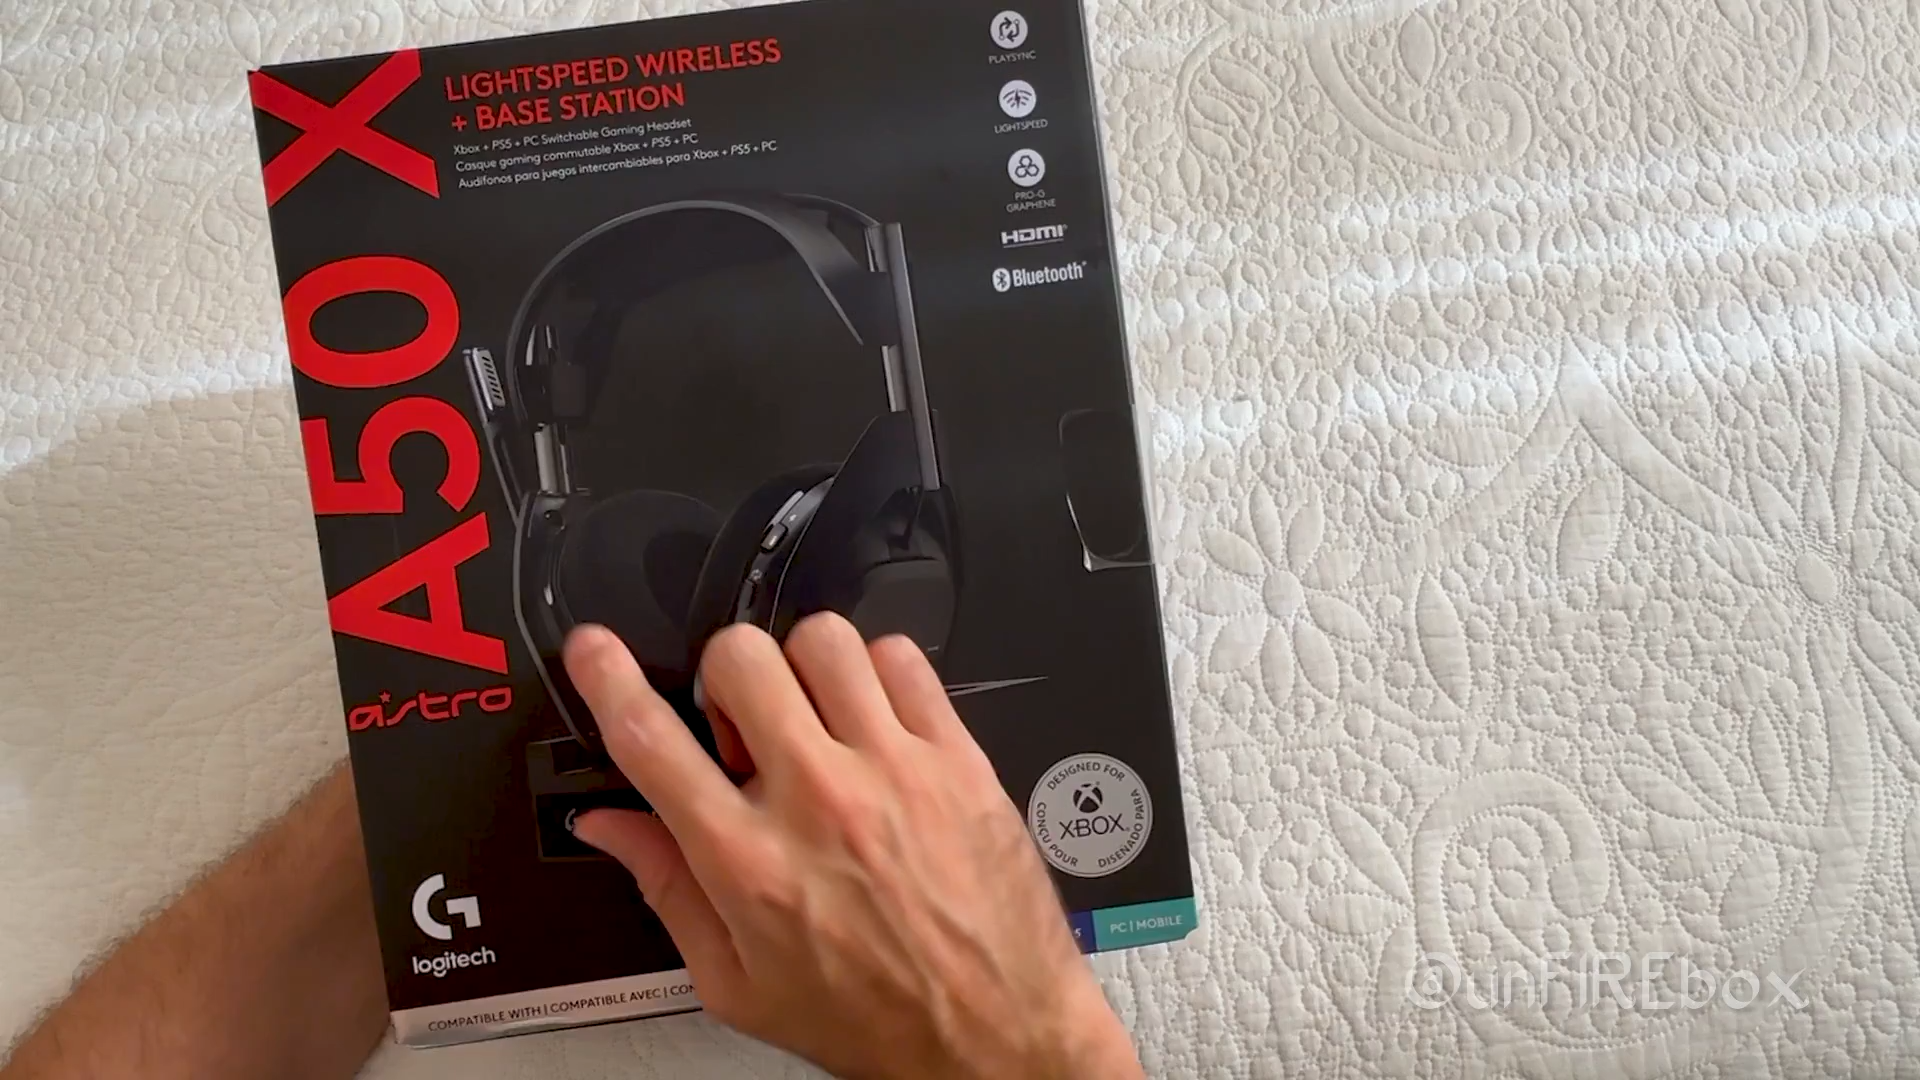 A50 X
astro
LIGHTSPEED WIRELESS
+ BASE STATION
Xbox + PS5 + PC Switchable Gaming Headset
Casque gaming commutable Xbox + PS5 + PC
Audífonos para juegos intercambiables para Xbox + PS5 + PC
PLAYSYNC
LIGHTSPEED
PRO-G
GRAPHENE
HDMI
Bluetooth
DESIGNED FOR
XBOX
CONÇU POUR
DISEÑADO PARA
G
logitech
5
PC | MOBILE
COMPATIBLE WITH | COMPATIBLE AVEC | CON
@unFIREbox